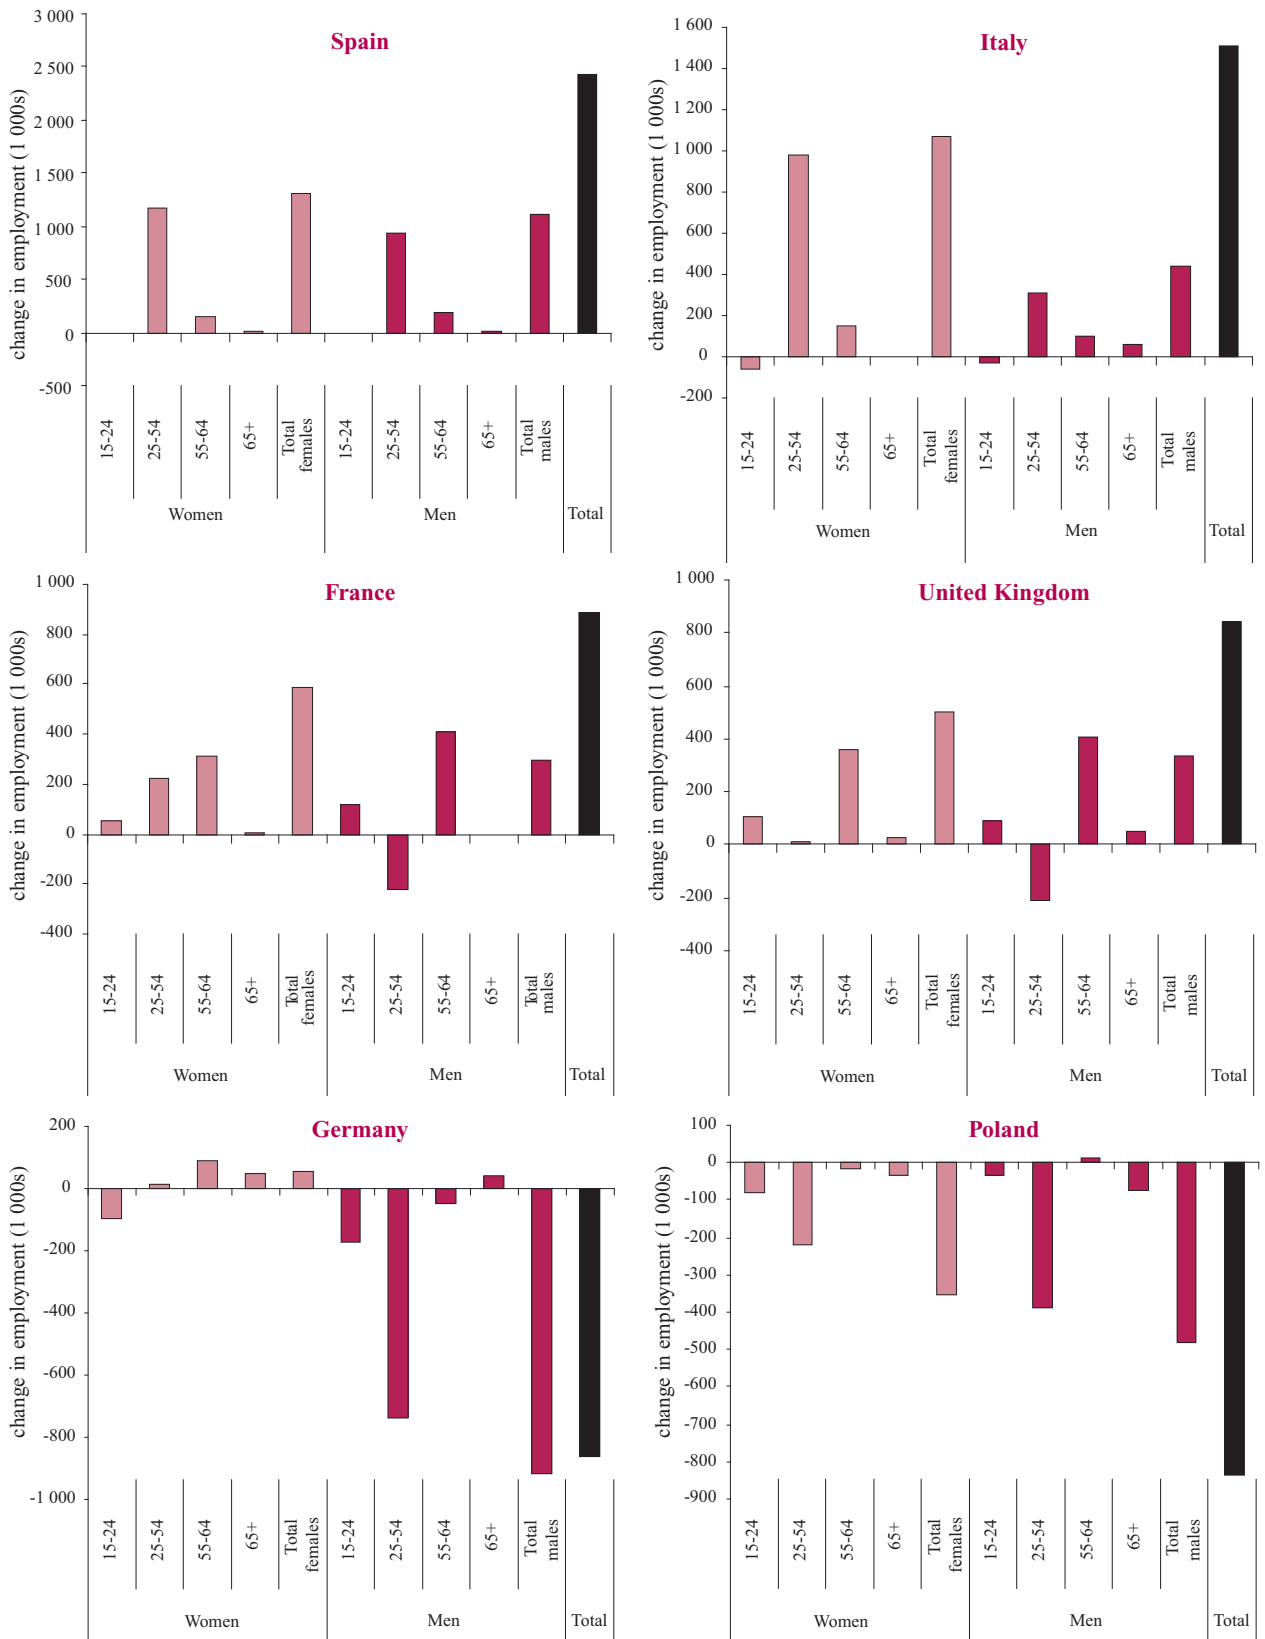 Spain
change in employment (1 000s)
3 000
2 500
2 000
1 500
1 000
500
0
-500
15-24
25-54
55-64
65+
Total
females
15-24
25-54
55-64
65+
Total
males
Women
Men
Total
Italy
change in employment (1 000s)
1 600
1 400
1 200
1 000
800
600
400
200
0
-200
15-24
25-54
55-64
65+
Total
females
15-24
25-54
55-64
65+
Total
males
Women
Men
Total
France
change in employment (1 000s)
1 000
800
600
400
200
0
-200
-400
15-24
25-54
55-64
65+
Total
females
15-24
25-54
55-64
65+
Total
males
Women
Men
Total
United Kingdom
change in employment (1 000s)
1 000
800
600
400
200
0
-200
-400
15-24
25-54
55-64
65+
Total
females
15-24
25-54
55-64
65+
Total
males
Women
Men
Total
Germany
change in employment (1 000s)
200
0
-200
-400
-600
-800
-1 000
15-24
25-54
55-64
65+
Total
females
15-24
25-54
55-64
65+
Total
males
Women
Men
Total
Poland
change in employment (1 000s)
100
0
-100
-200
-300
-400
-500
-600
-700
-800
-900
15-24
25-54
55-64
65+
Total
females
15-24
25-54
55-64
65+
Total
males
Women
Men
Total